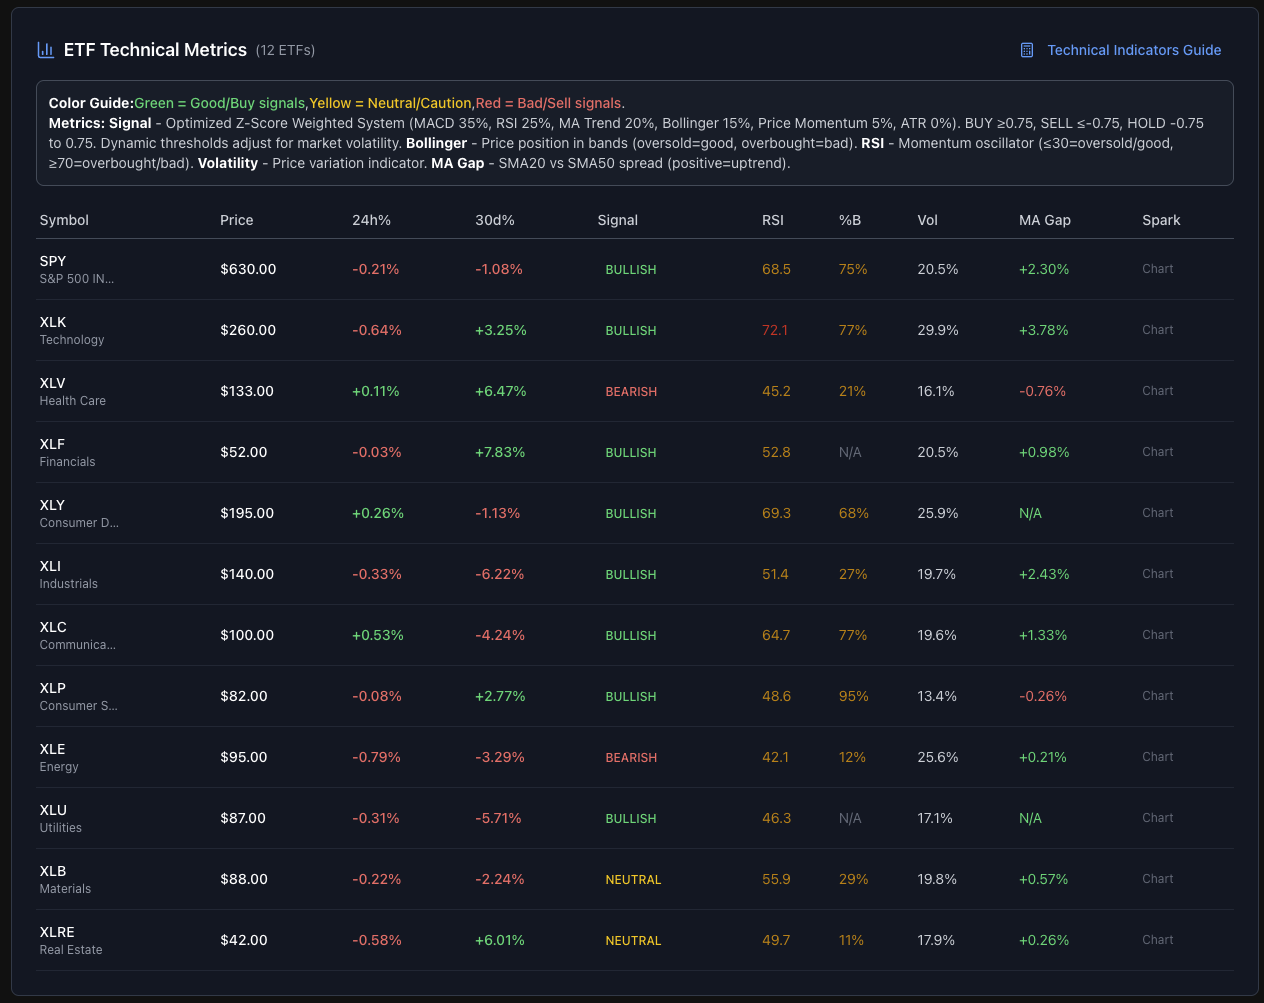 ETF Technical Metrics (12 ETFs) Technical Indicators Guide
Color Guide:Green = Good/Buy signals,Yellow = Neutral/Caution,Red = Bad/Sell signals.
Metrics: Signal - Optimized Z-Score Weighted System (MACD 35%, RSI 25%, MA Trend 20%, Bollinger 15%, Price Momentum 5%, ATR 0%). BUY ≥0.75, SELL ≤-0.75, HOLD -0.75
to 0.75. Dynamic thresholds adjust for market volatility. Bollinger - Price position in bands (oversold=good, overbought=bad). RSI - Momentum oscillator (≤30=oversold/good,
≥70=overbought/bad). Volatility - Price variation indicator. MA Gap - SMA20 vs SMA50 spread (positive=uptrend).
Symbol Price 24h% 30d% Signal RSI %B Vol MA Gap Spark
SPY
S&P 500 IN... $630.00 -0.21% -1.08% BULLISH 68.5 75% 20.5% +2.30% Chart
XLK
Technology $260.00 -0.64% +3.25% BULLISH 72.1 77% 29.9% +3.78% Chart
XLV
Health Care $133.00 +0.11% +6.47% BEARISH 45.2 21% 16.1% -0.76% Chart
XLF
Financials $52.00 -0.03% +7.83% BULLISH 52.8 N/A 20.5% +0.98% Chart
XLY
Consumer D... $195.00 +0.26% -1.13% BULLISH 69.3 68% 25.9% N/A Chart
XLI
Industrials $140.00 -0.33% -6.22% BULLISH 51.4 27% 19.7% +2.43% Chart
XLC
Communica... $100.00 +0.53% -4.24% BULLISH 64.7 77% 19.6% +1.33% Chart
XLP
Consumer S... $82.00 -0.08% +2.77% BULLISH 48.6 95% 13.4% -0.26% Chart
XLE
Energy $95.00 -0.79% -3.29% BEARISH 42.1 12% 25.6% +0.21% Chart
XLU
Utilities $87.00 -0.31% -5.71% BULLISH 46.3 N/A 17.1% N/A Chart
XLB
Materials $88.00 -0.22% -2.24% NEUTRAL 55.9 29% 19.8% +0.57% Chart
XLRE
Real Estate $42.00 -0.58% +6.01% NEUTRAL 49.7 11% 17.9% +0.26% Chart